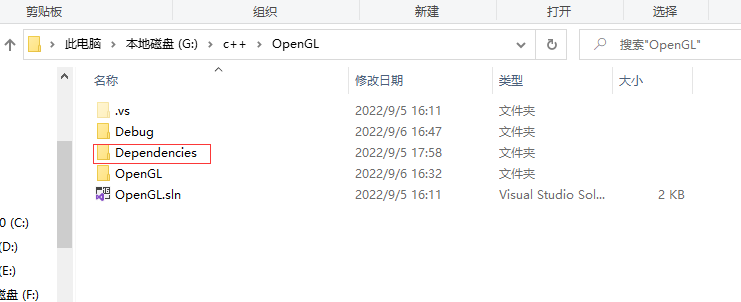 剪贴板 组织 新建 打开 选择
此电脑 本地磁盘 (G:) c++ OpenGL 搜索"OpenGL"
名称 修改日期 类型 大小
.vs 2022/9/5 16:11 文件夹
Debug 2022/9/6 16:47 文件夹
Dependencies 2022/9/5 17:58 文件夹
OpenGL 2022/9/6 16:32 文件夹
OpenGL.sln 2022/9/5 16:11 Visual Studio Sol... 2 KB
0 (C:)
(D:)
(E:)
磁盘 (F:)